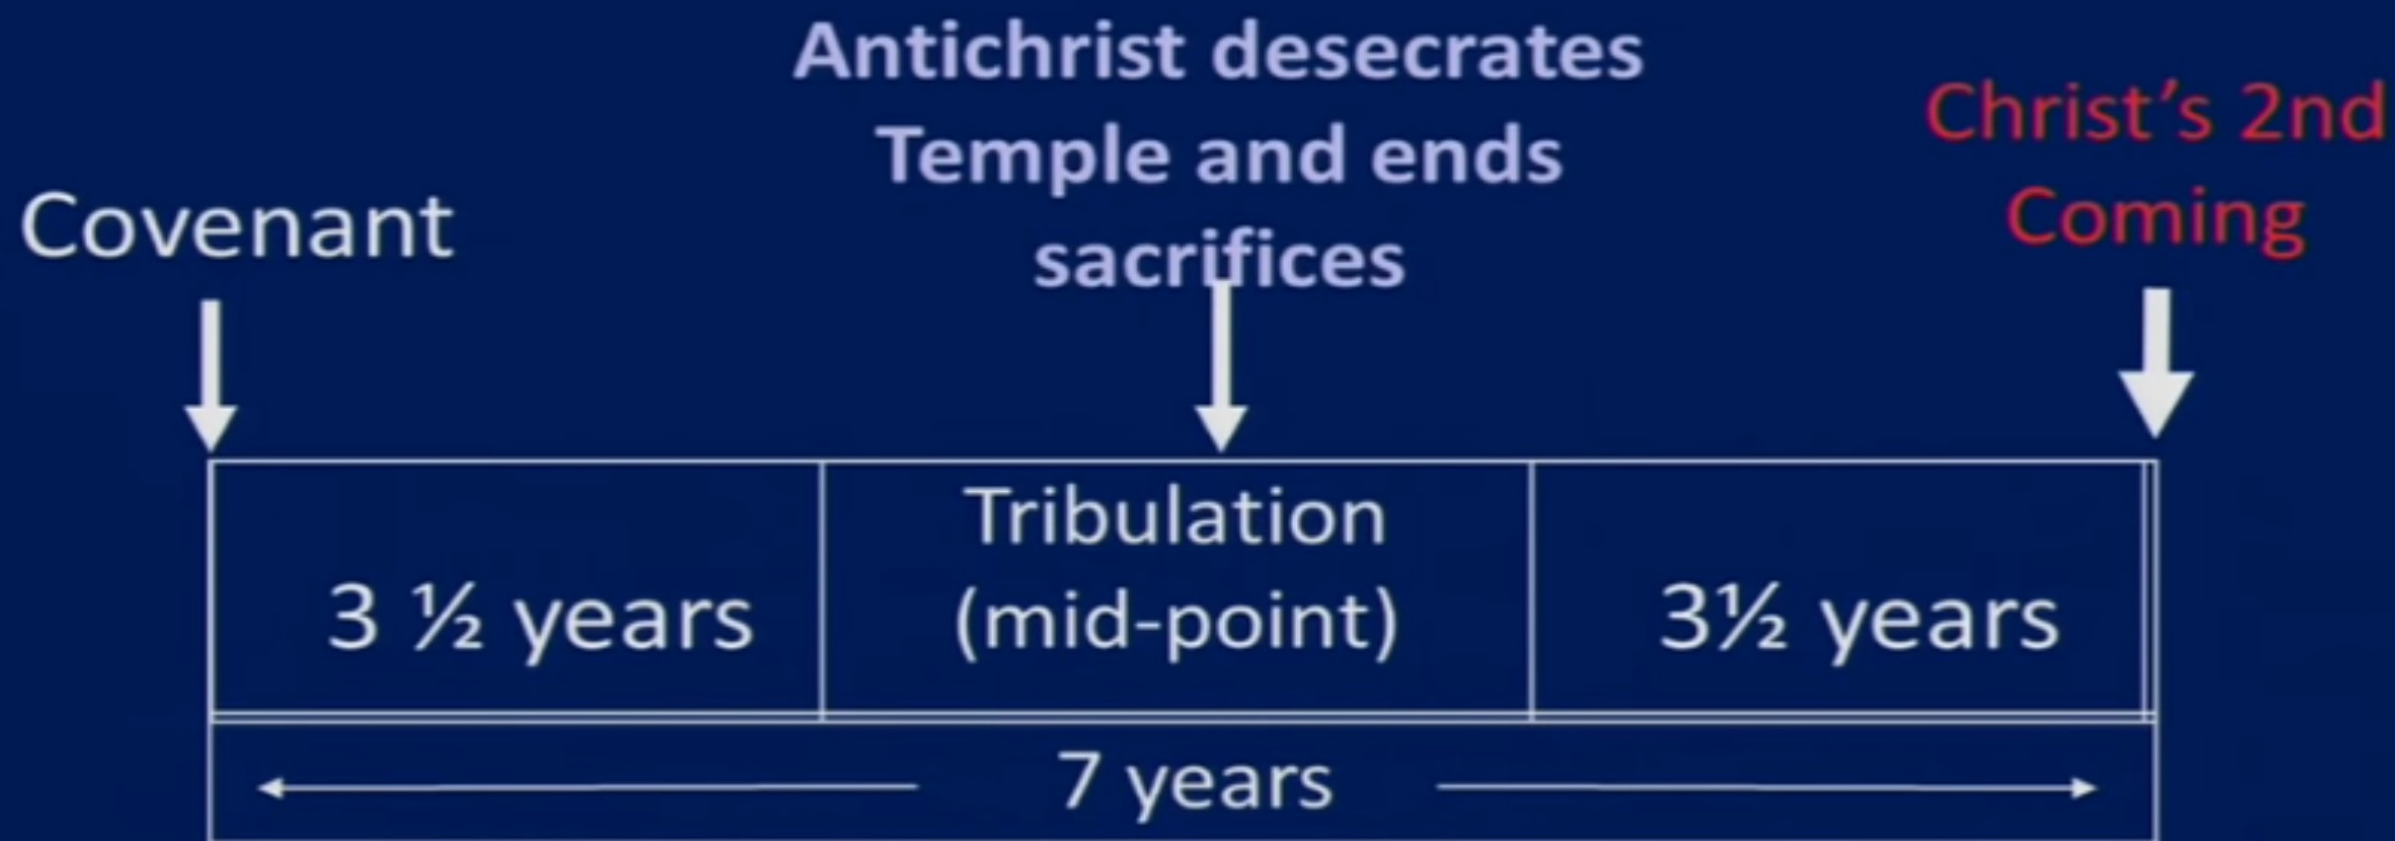 Antichrist desecrates
Temple and ends
sacrifices
Christ’s 2nd
Coming
Covenant
3 ½ years
Tribulation
(mid-point)
3½ years
7 years